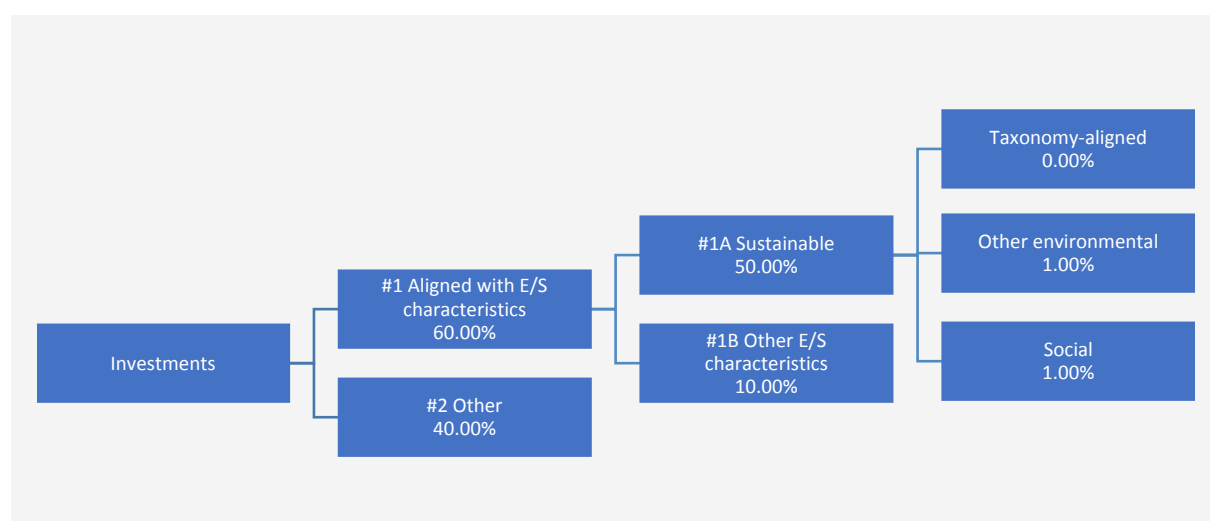 Investments
#1 Aligned with E/S
characteristics
60.00%
#2 Other
40.00%
#1A Sustainable
50.00%
#1B Other E/S
characteristics
10.00%
Taxonomy-aligned
0.00%
Other environmental
1.00%
Social
1.00%